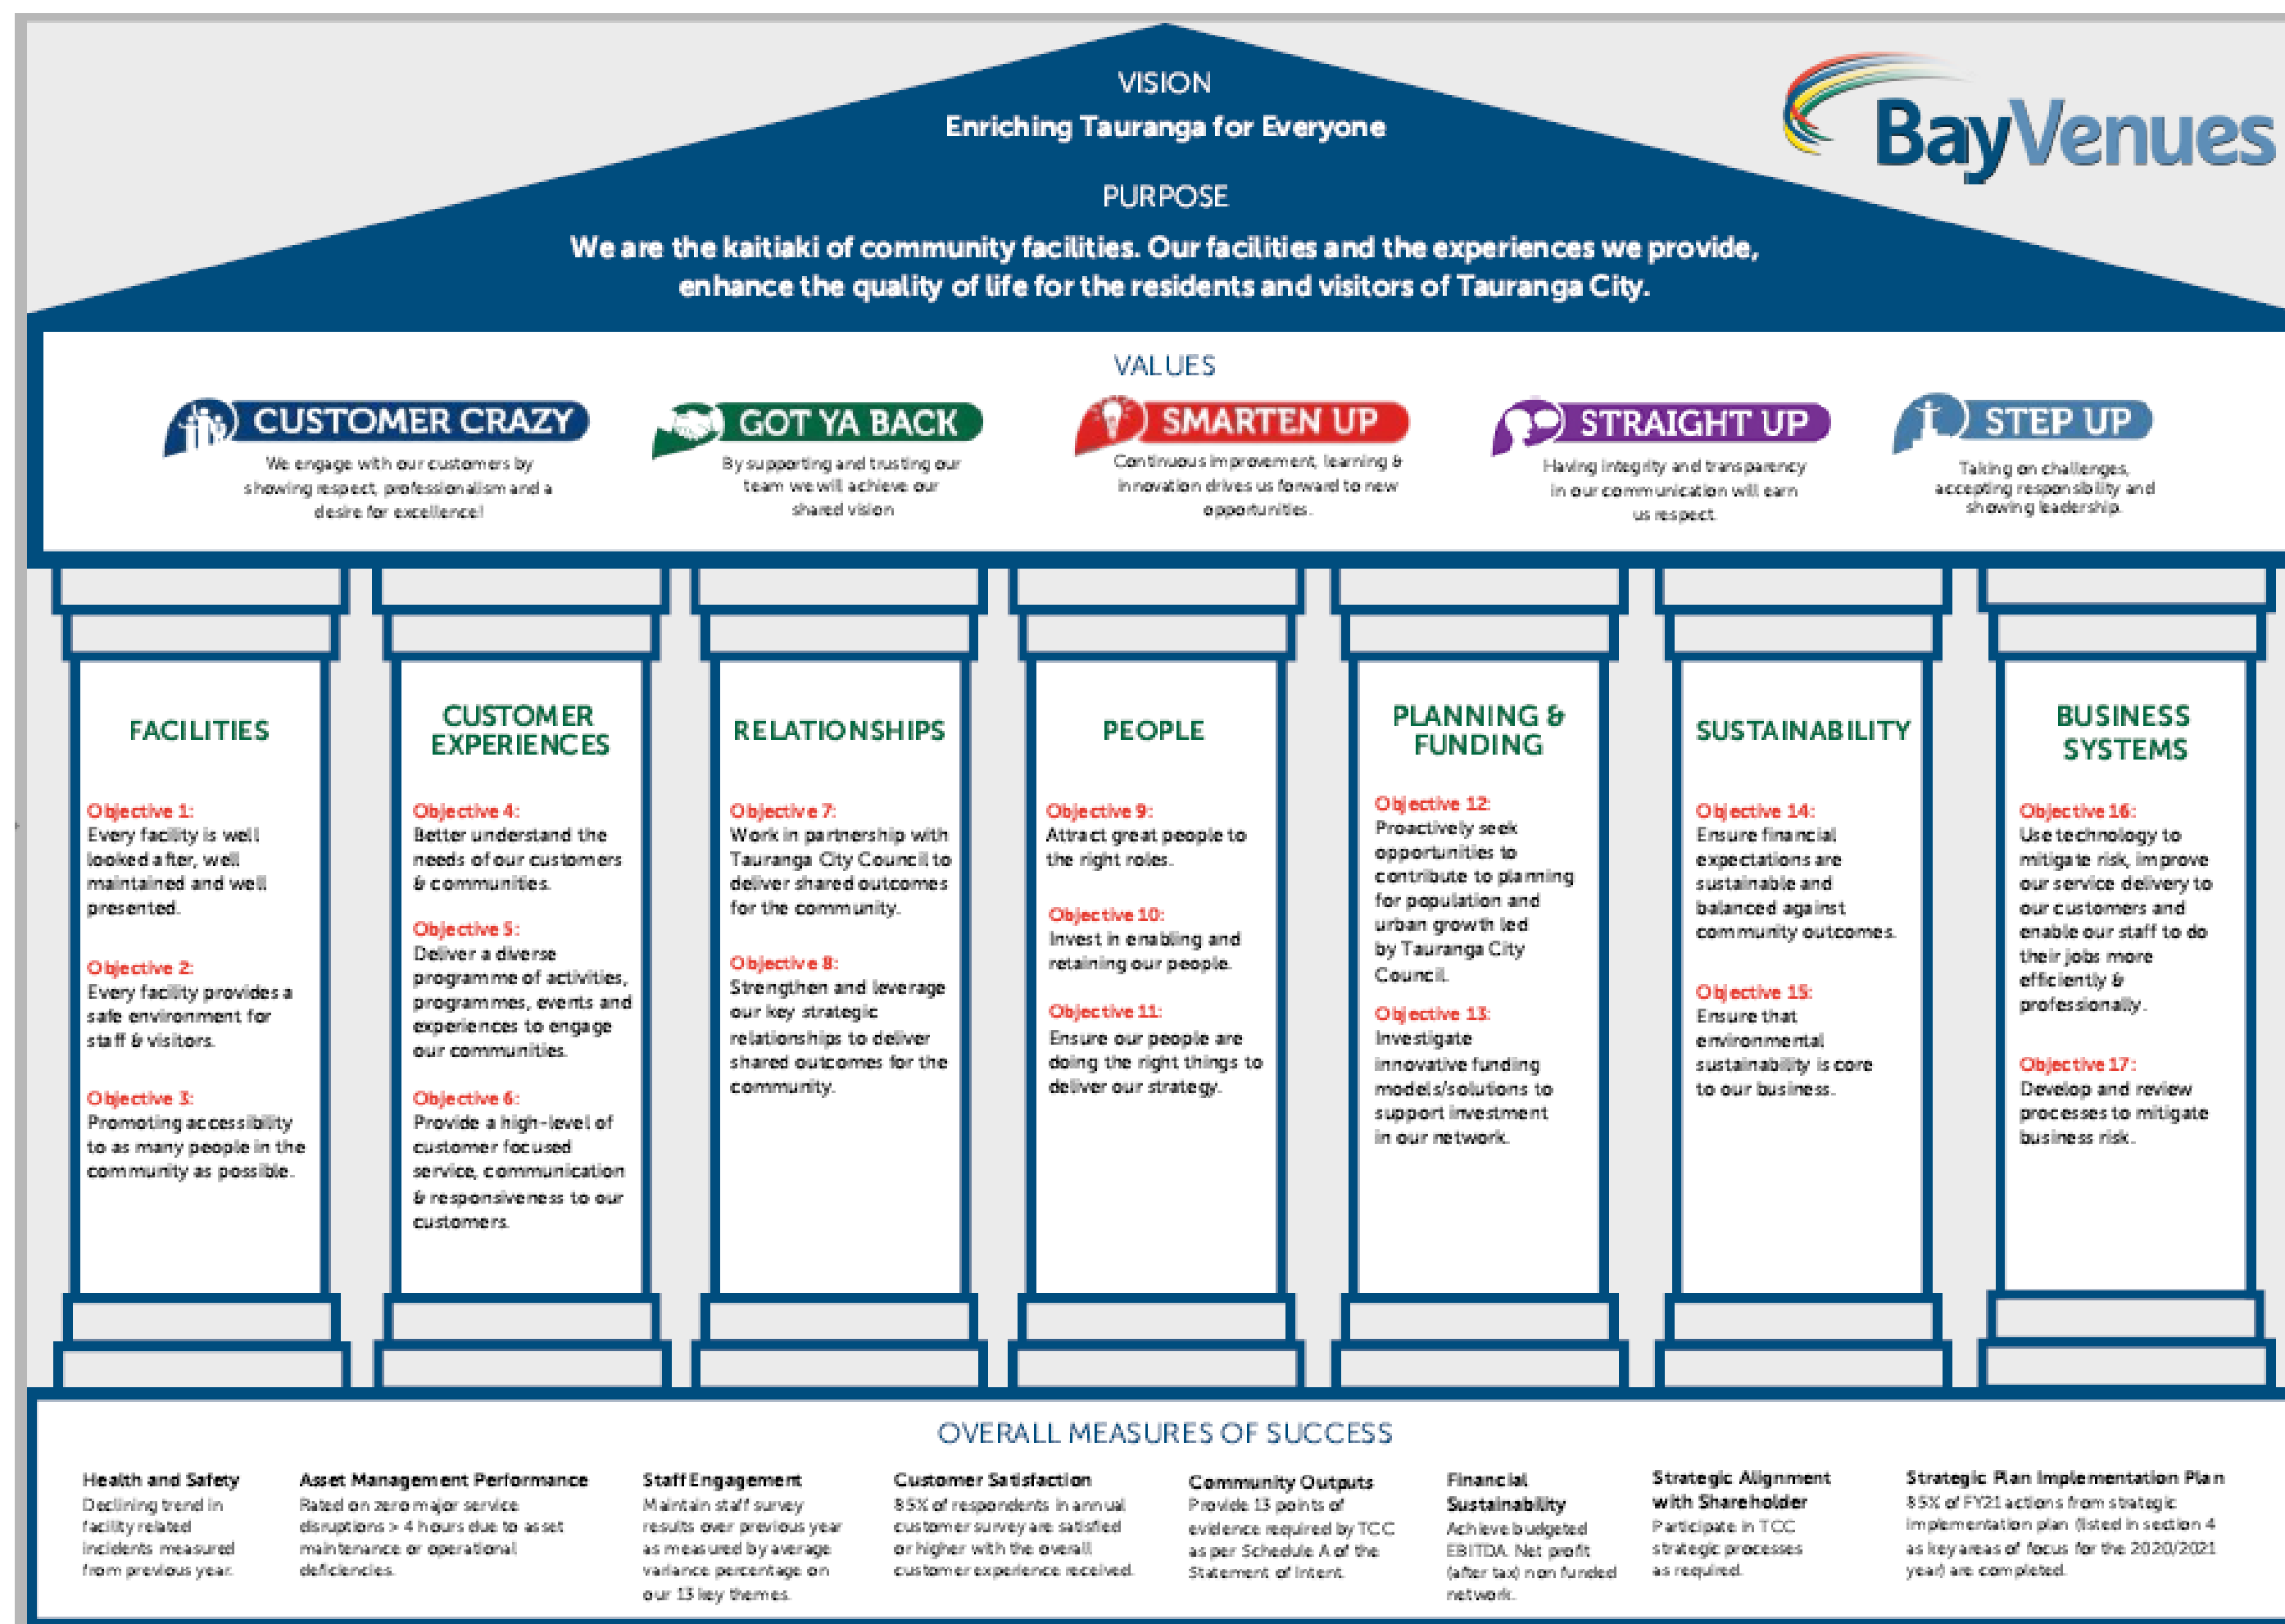 VISION
Enriching Tauranga for Everyone
BayVenues
PURPOSE
We are the kaitiaki of community facilities. Our facilities and the experiences we provide,
enhance the quality of life for the residents and visitors of Tauranga City.
VALUES
CUSTOMER CRAZY
We engage with our customers by
showing respect, professionalism and a
desire for excellence!
GOT YA BACK
By supporting and trusting our
team we will achieve our
shared vision
SMARTEN UP
Continuous improvement, learning &
innovation drives us forward to new
opportunities.
STRAIGHT UP
Having integrity and transparency
in our communication will earn
us respect.
STEP UP
Taking on challenges,
accepting responsibility and
showing leadership.
FACILITIES
Objective 1:
Every facility is well
looked after, well
maintained and well
presented.
Objective 2:
Every facility provides a
safe environment for
staff & visitors.
Objective 3:
Promoting accessibility
to as many people in the
community as possible.
CUSTOMER
EXPERIENCES
Objective 4:
Better understand the
needs of our customers
& communities.
Objective 5:
Deliver a diverse
programme of activities,
programmes, events and
experiences to engage
our communities.
Objective 6:
Provide a high-level of
customer focused
service, communication
& responsiveness to our
customers.
RELATIONSHIPS
Objective 7:
Work in partnership with
Tauranga City Council to
deliver shared outcomes
for the community.
Objective 8:
Strengthen and leverage
our key strategic
relationships to deliver
shared outcomes for the
community.
PEOPLE
Objective 9:
Attract great people to
the right roles.
Objective 10:
Invest in enabling and
retaining our people.
Objective 11:
Ensure our people are
doing the right things to
deliver our strategy.
PLANNING &
FUNDING
Objective 12:
Proactively seek
opportunities to
contribute to planning
for population and
urban growth led
by Tauranga City
Council.
Objective 13:
Investigate
innovative funding
models/solutions to
support investment
in our network.
SUSTAINABILITY
Objective 14:
Ensure financial
expectations are
sustainable and
balanced against
community outcomes.
Objective 15:
Ensure that
environmental
sustainability is core
to our business.
BUSINESS
SYSTEMS
Objective 16:
Use technology to
mitigate risk, improve
our service delivery to
our customers and
enable our staff to do
their jobs more
efficiently &
professionally.
Objective 17:
Develop and review
processes to mitigate
business risk.
OVERALL MEASURES OF SUCCESS
Health and Safety
Declining trend in
facility related
incidents measured
from previous year.
Asset Management Performance
Rated on zero major service
disruptions > 4 hours due to asset
maintenance or operational
deficiencies.
Staff Engagement
Maintain staff survey
results over previous year
as measured by average
variance percentage on
our 13 key themes.
Customer Satisfaction
85% of respondents in annual
customer survey are satisfied
or higher with the overall
customer experience received.
Community Outputs
Provide 13 points of
evidence required by TCC
as per Schedule A of the
Statement of Intent.
Financial
Sustainability
Achieve budgeted
EBITDA. Net profit
(after tax) non funded
network.
Strategic Alignment
with Shareholder
Participate in TCC
strategic processes
as required.
Strategic Plan Implementation Plan
85% of FY21 actions from strategic
implementation plan (listed in section 4
as key areas of focus for the 2020/2021
year) are completed.